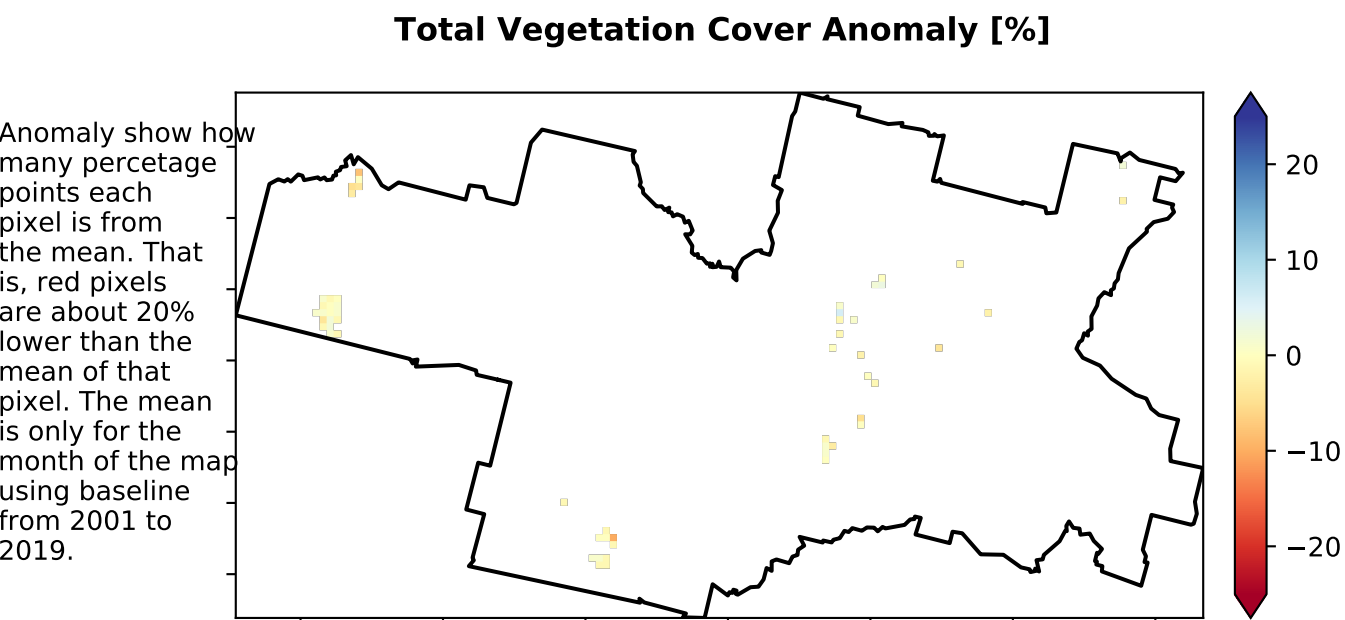 Total Vegetation Cover Anomaly [%]
Anomaly show how
many percetage
points each
pixel is from
the mean. That
is, red pixels
are about 20%
lower than the
mean of that
pixel. The mean
is only for the
month of the map
using baseline
from 2001 to
2019.
20
10
0
−10
−20